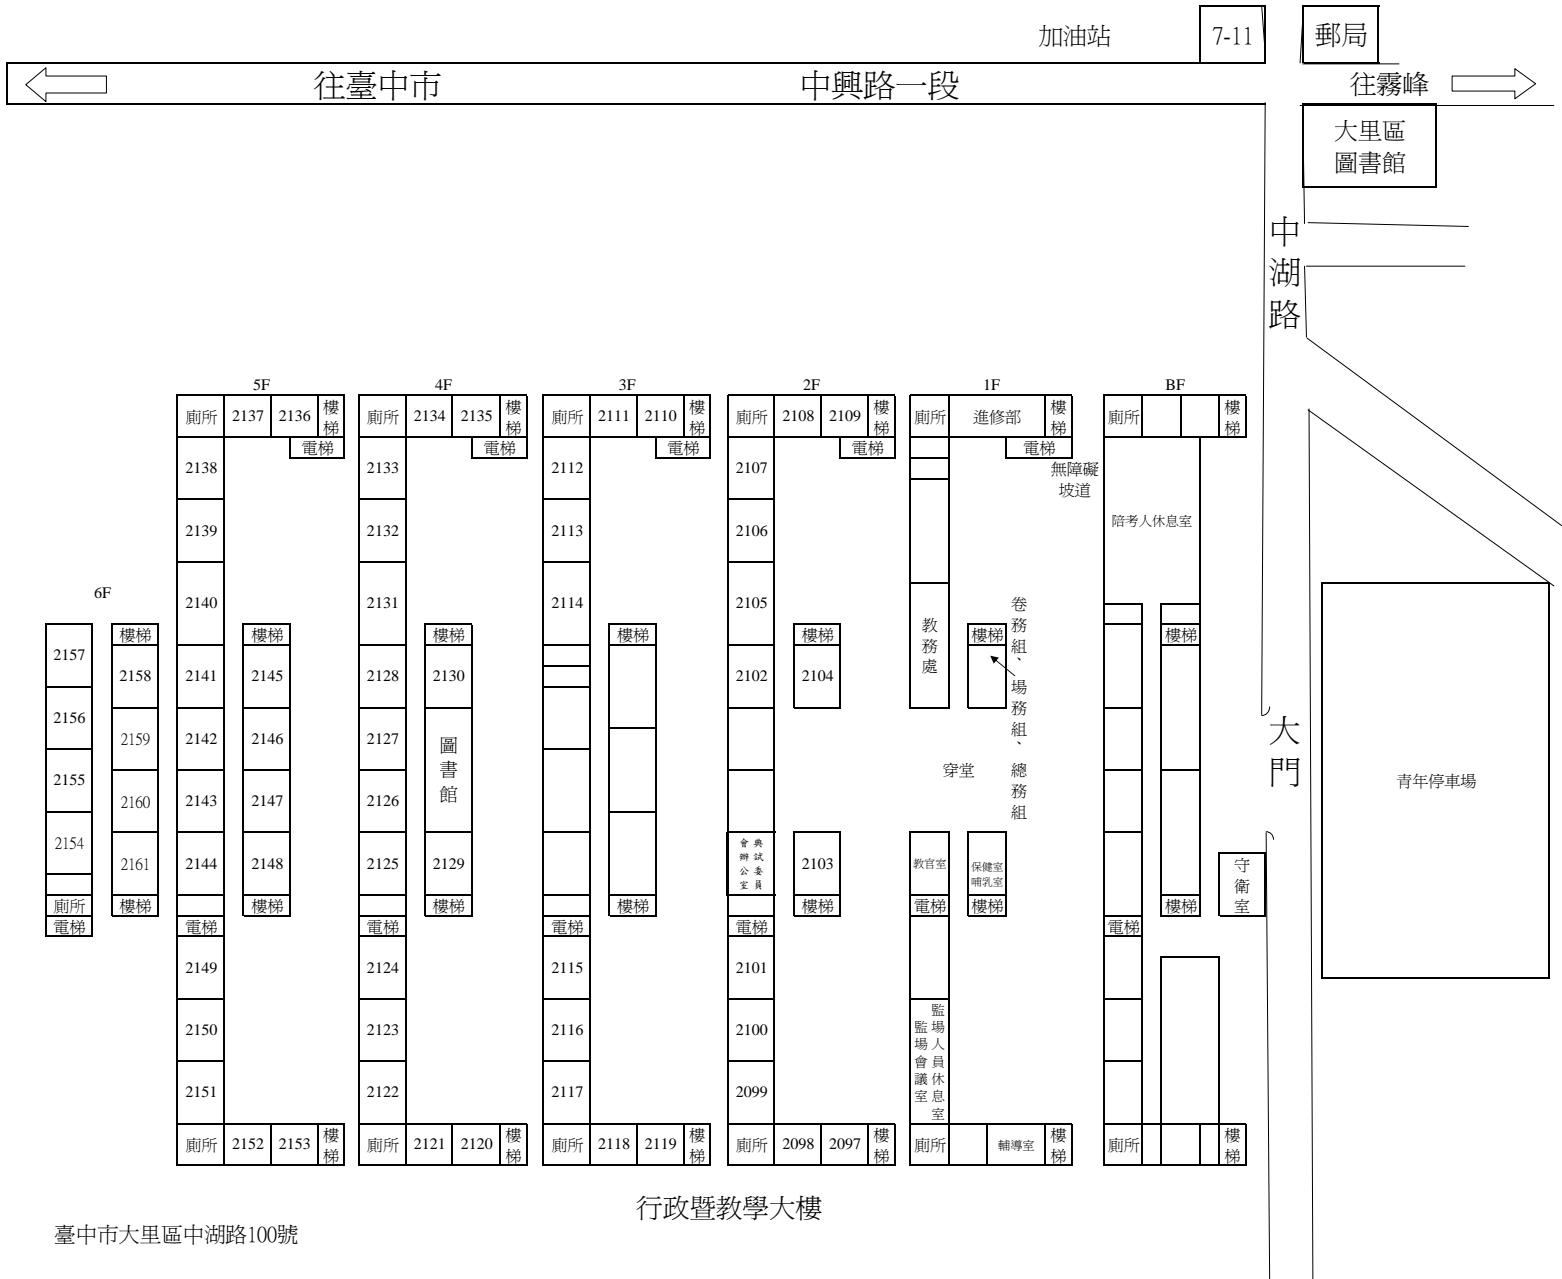 加油站
7-11
郵局
往臺中市
中興路一段
往霧峰
大里區
圖書館
中湖路
5F
4F
3F
2F
1F
BF
廁所 2137 2136 樓梯
廁所 2134 2135 樓梯
廁所 2111 2110 樓梯
廁所 2108 2109 樓梯
廁所 進修部 樓梯
廁所 樓梯
電梯
電梯
電梯
電梯
電梯
2138
2133
2112
2107
無障礙
坡道
2139
2132
2113
2106
陪考人休息室
6F
2140
2131
2114
2105
教務處
卷務組、場務組、總務組
樓梯
樓梯
樓梯
樓梯
樓梯
樓梯
樓梯
2157
2158
2141
2145
2128
2130
2102
2104
2156
2159
2142
2146
2127
圖書館
大門
2155
2160
2143
2147
2126
穿堂
青年停車場
2154
2161
2144
2148
2125
2129
典試委員
會辦公室
2103
教官室
保健室
哺乳室
守衛室
廁所
樓梯
樓梯
樓梯
樓梯
樓梯
電梯
樓梯
樓梯
電梯
電梯
電梯
電梯
電梯
電梯
2149
2124
2115
2101
2150
2123
2116
2100
監場人員休息室
監場會議室
2151
2122
2117
2099
廁所 2152 2153 樓梯
廁所 2121 2120 樓梯
廁所 2118 2119 樓梯
廁所 2098 2097 樓梯
廁所 輔導室 樓梯
廁所 樓梯
行政暨教學大樓
臺中市大里區中湖路100號